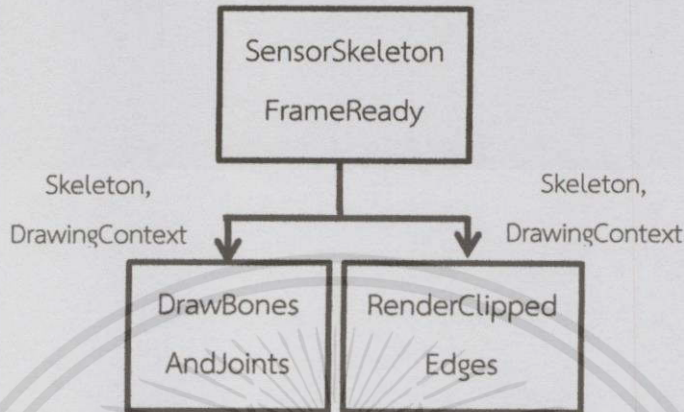 SensorSkeleton
FrameReady
Skeleton,
DrawingContext
Skeleton,
DrawingContext
DrawBones
AndJoints
RenderClipped
Edges